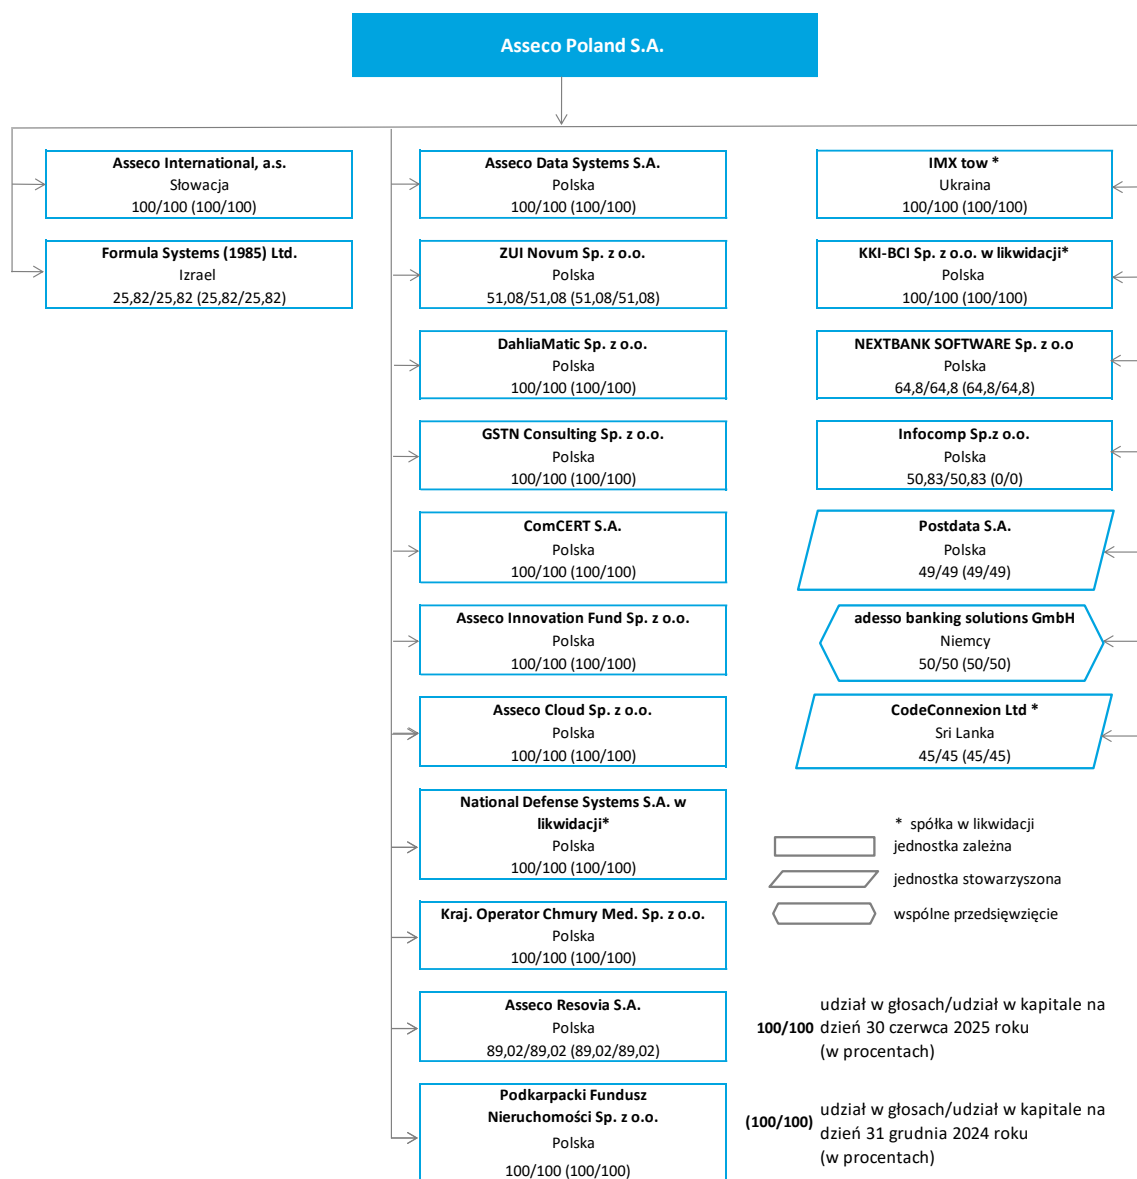 Asseco Poland S.A.
Asseco International, a.s.
Słowacja
100/100 (100/100)
Formula Systems (1985) Ltd.
Izrael
25,82/25,82 (25,82/25,82)
Asseco Data Systems S.A.
Polska
100/100 (100/100)
ZUI Novum Sp. z o.o.
Polska
51,08/51,08 (51,08/51,08)
DahliaMatic Sp. z o.o.
Polska
100/100 (100/100)
GSTN Consulting Sp. z o.o.
Polska
100/100 (100/100)
ComCERT S.A.
Polska
100/100 (100/100)
Asseco Innovation Fund Sp. z o.o.
Polska
100/100 (100/100)
Asseco Cloud Sp. z o.o.
Polska
100/100 (100/100)
National Defense Systems S.A. w
likwidacji*
Polska
100/100 (100/100)
Kraj. Operator Chmury Med. Sp. z o.o.
Polska
100/100 (100/100)
Asseco Resovia S.A.
Polska
89,02/89,02 (89,02/89,02)
Podkarpacki Fundusz
Nieruchomości Sp. z o.o.
Polska
100/100 (100/100)
IMX tow *
Ukraina
100/100 (100/100)
KKI-BCI Sp. z o.o. w likwidacji*
Polska
100/100 (100/100)
NEXTBANK SOFTWARE Sp. z o.o
Polska
64,8/64,8 (64,8/64,8)
Infocomp Sp.z o.o.
Polska
50,83/50,83 (0/0)
Postdata S.A.
Polska
49/49 (49/49)
adesso banking solutions GmbH
Niemcy
50/50 (50/50)
CodeConnexion Ltd *
Sri Lanka
45/45 (45/45)
* spółka w likwidacji
jednostka zależna
jednostka stowarzyszona
wspólne przedsięwzięcie
100/100 udział w głosach/udział w kapitale na
dzień 30 czerwca 2025 roku
(w procentach)
(100/100) udział w głosach/udział w kapitale na
dzień 31 grudnia 2024 roku
(w procentach)